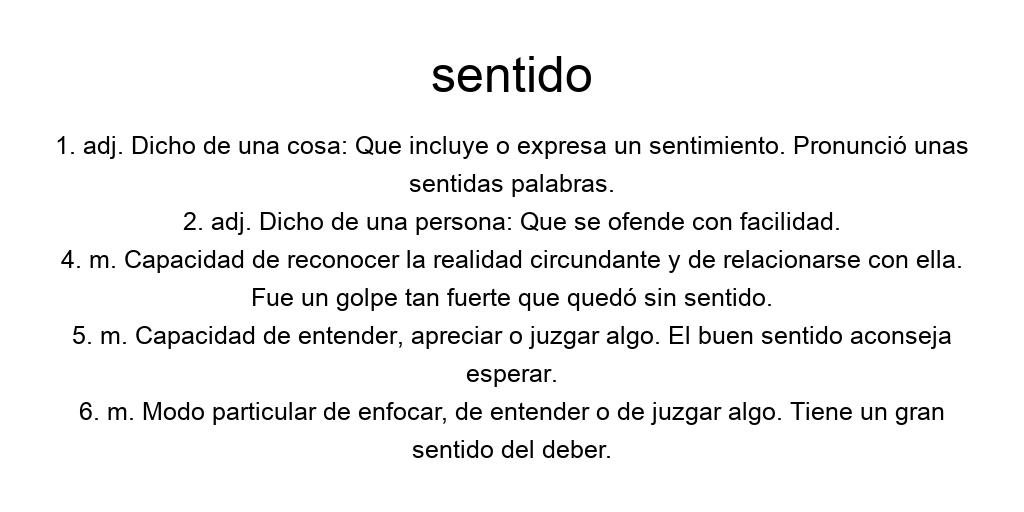 sentido
1. adj. Dicho de una cosa: Que incluye o expresa un sentimiento. Pronunció unas
sentidas palabras.
2. adj. Dicho de una persona: Que se ofende con facilidad.
4. m. Capacidad de reconocer la realidad circundante y de relacionarse con ella.
Fue un golpe tan fuerte que quedó sin sentido.
5. m. Capacidad de entender, apreciar o juzgar algo. El buen sentido aconseja
esperar.
6. m. Modo particular de enfocar, de entender o de juzgar algo. Tiene un gran
sentido del deber.